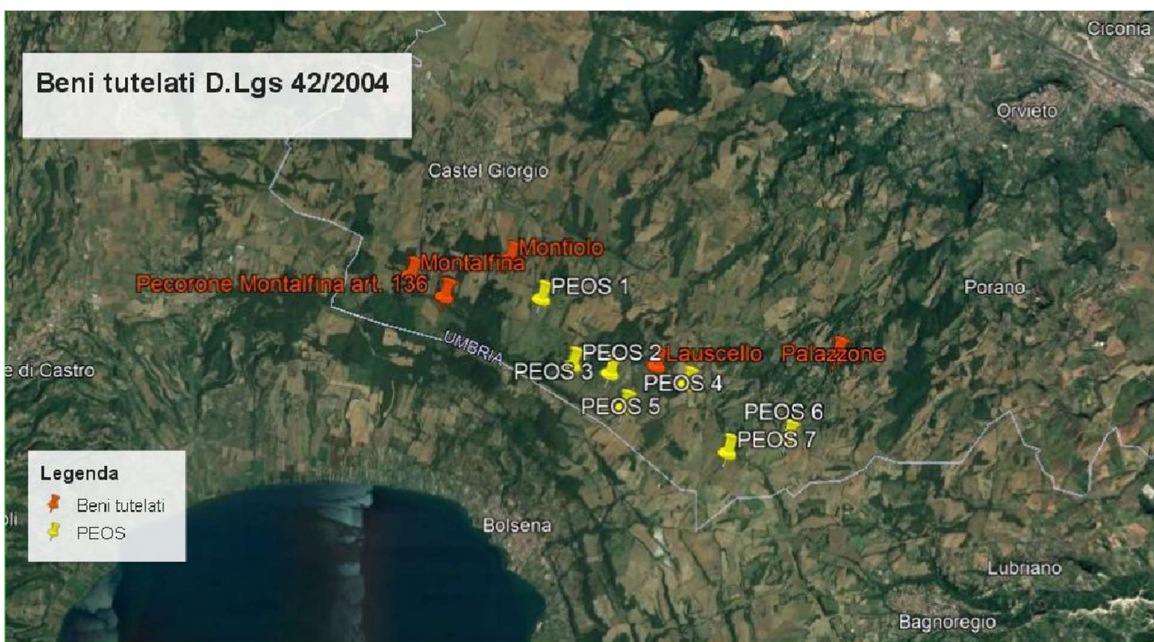 Ciconia
Beni tutelati D.Lgs 42/2004
Orvieto
Castel Giorgio
Montiolo
Montalfina
Pecorone Montalfina art. 136
PEOS 1
Porano
UMBRIA
PEOS 2
Lauscello
Palazzone
PEOS 3
e di Castro
PEOS 4
PEOS 5
PEOS 6
PEOS 7
Legenda
Beni tutelati
PEOS
oli
Bolsena
Lubriano
Bagnoregio